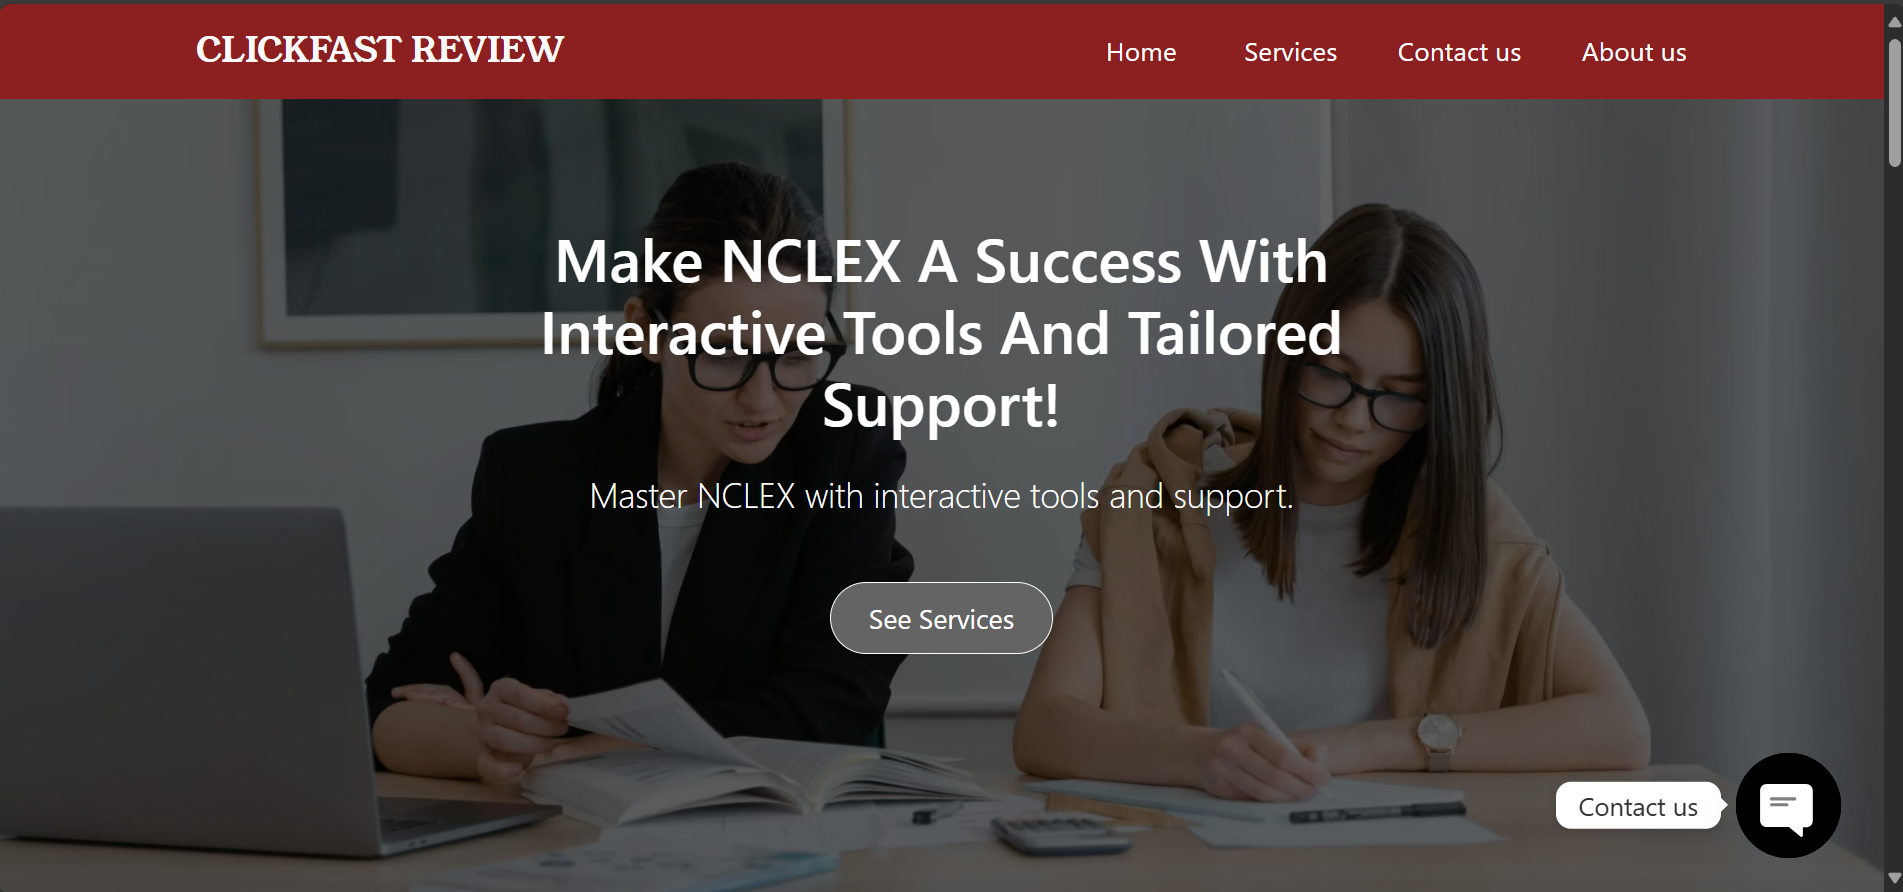 CLICKFAST REVIEW
Home Services Contact us About us
Make NCLEX A Success With
Interactive Tools And Tailored
Support!
Master NCLEX with interactive tools and support.
See Services
Contact us